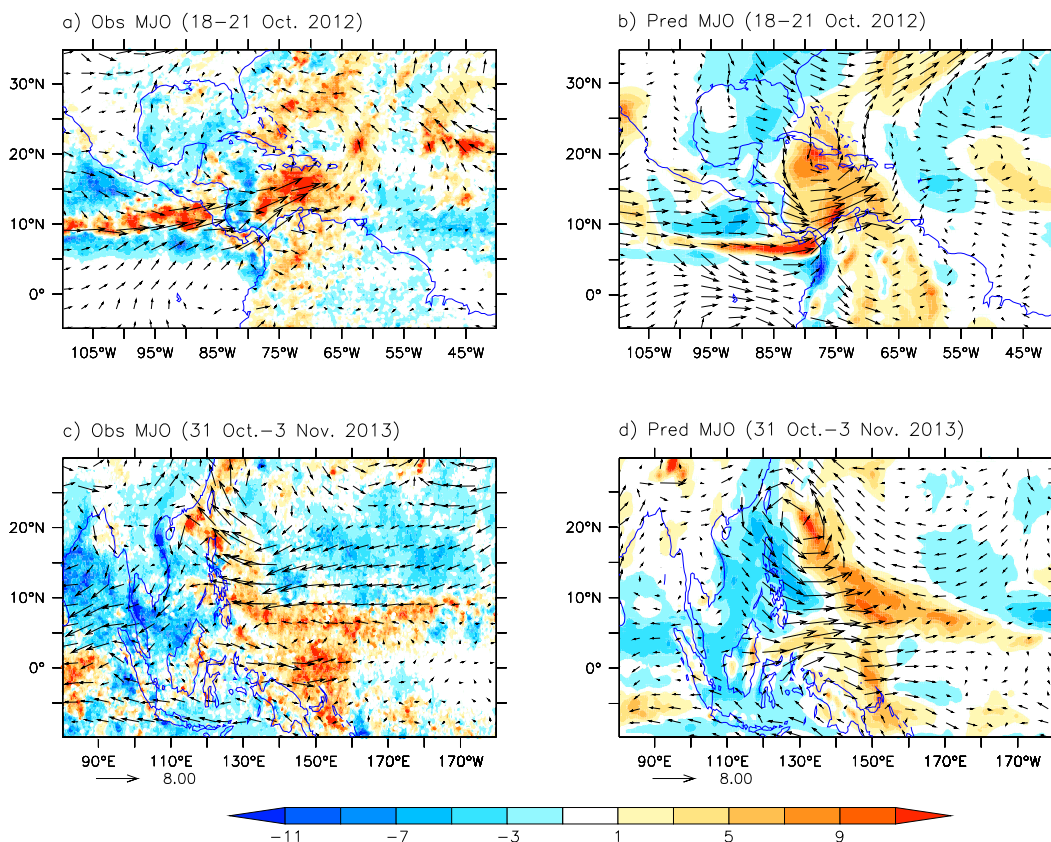 a) Obs MJO (18-21 Oct. 2012)
b) Pred MJO (18-21 Oct. 2012)
30°N
20°N
10°N
0°
105°W 95°W 85°W 75°W 65°W 55°W 45°W
30°N
20°N
10°N
0°
105°W 95°W 85°W 75°W 65°W 55°W 45°W
c) Obs MJO (31 Oct.-3 Nov. 2013)
d) Pred MJO (31 Oct.-3 Nov. 2013)
20°N
10°N
0°
90°E 110°E 130°E 150°E 170°E 170°W
8.00
20°N
10°N
0°
90°E 110°E 130°E 150°E 170°E 170°W
8.00
-11 -7 -3 1 5 9